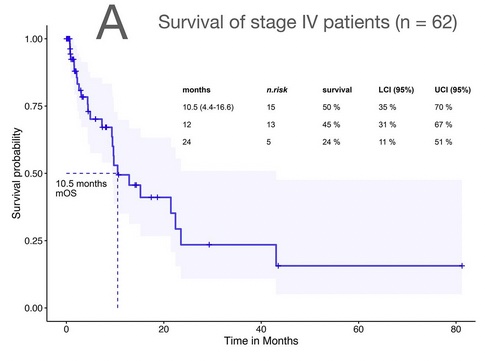 A
Survival of stage IV patients (n = 62)
months n.risk survival LCI (95%) UCI (95%)
10.5 (4.4-16.6) 15 50 % 35 % 70 %
12 13 45 % 31 % 67 %
24 5 24 % 11 % 51 %
Survival probability
1.00
0.75
0.50
0.25
0.00
10.5 months
mOS
0 20 40 60 80
Time in Months